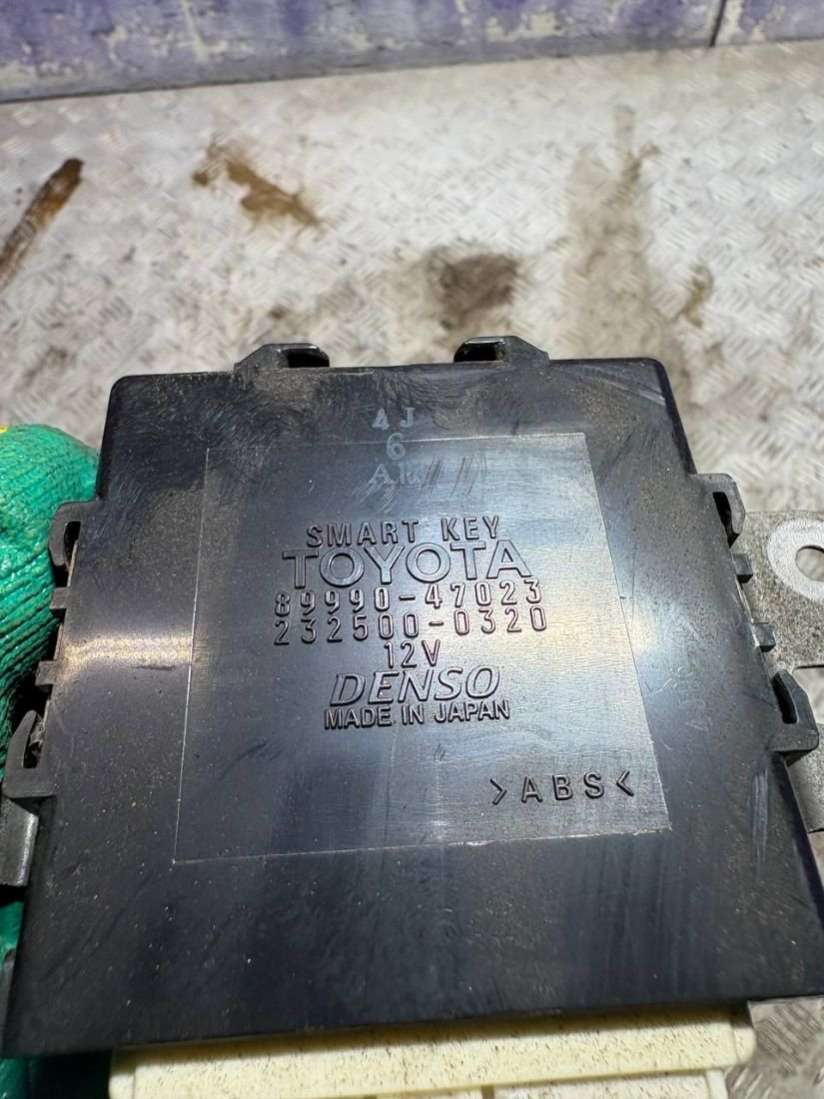 4J
6
SMART KEY
TOYOTA
89990-47023
232500-0320
12V
DENSO
MADE IN JAPAN
>ABS<